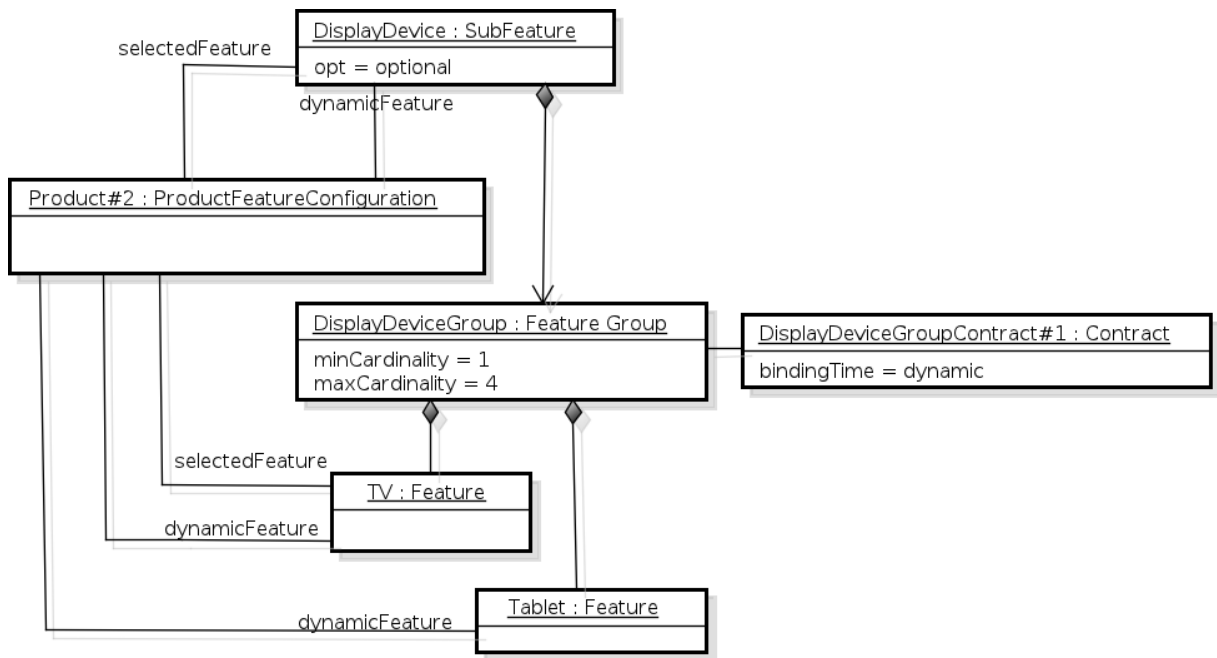 DisplayDevice : SubFeature
opt = optional
selectedFeature
dynamicFeature
Product#2 : ProductFeatureConfiguration
DisplayDeviceGroup : Feature Group
minCardinality = 1
maxCardinality = 4
DisplayDeviceGroupContract#1 : Contract
bindingTime = dynamic
selectedFeature
TV : Feature
dynamicFeature
Tablet : Feature
dynamicFeature